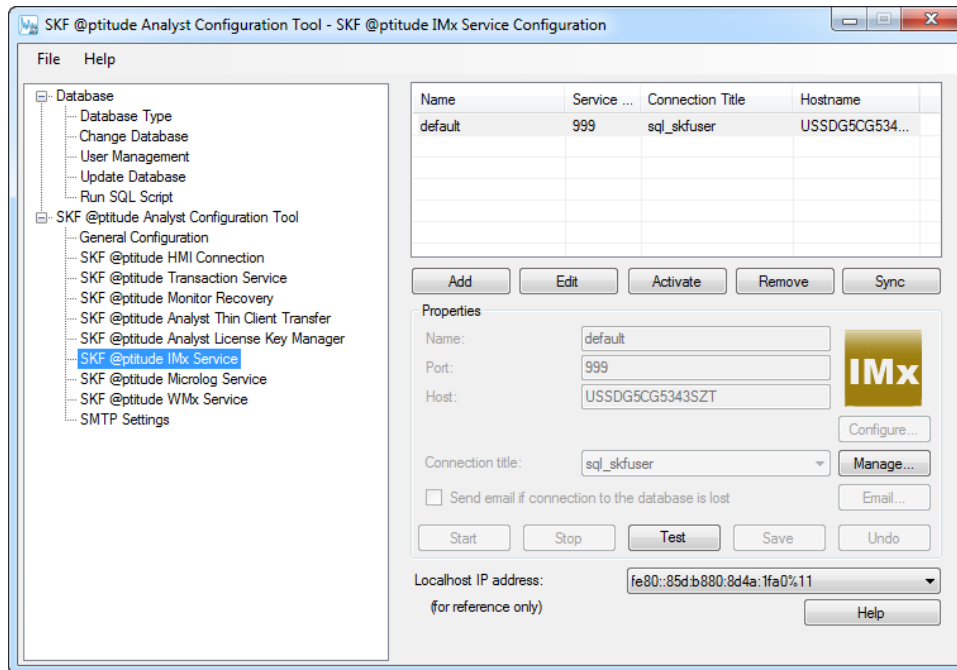 SKF @ptitude Analyst Configuration Tool - SKF @ptitude IMx Service Configuration
File Help
Database
Database Type
Change Database
User Management
Update Database
Run SQL Script
SKF @ptitude Analyst Configuration Tool
General Configuration
SKF @ptitude HMI Connection
SKF @ptitude Transaction Service
SKF @ptitude Monitor Recovery
SKF @ptitude Analyst Thin Client Transfer
SKF @ptitude Analyst License Key Manager
SKF @ptitude IMx Service
SKF @ptitude Microlog Service
SKF @ptitude WMx Service
SMTP Settings
Name Service ... Connection Title Hostname
default 999 sql_skfuser USSDG5CG534...
Add Edit Activate Remove Sync
Properties
Name: default
Port: 999
Host: USSDG5CG5343SZT
IMx
Configure...
Connection title: sql_skfuser Manage...
Send email if connection to the database is lost Email...
Start Stop Test Save Undo
Localhost IP address: fe80::85d:b880:8d4a:1fa0%11
(for reference only) Help